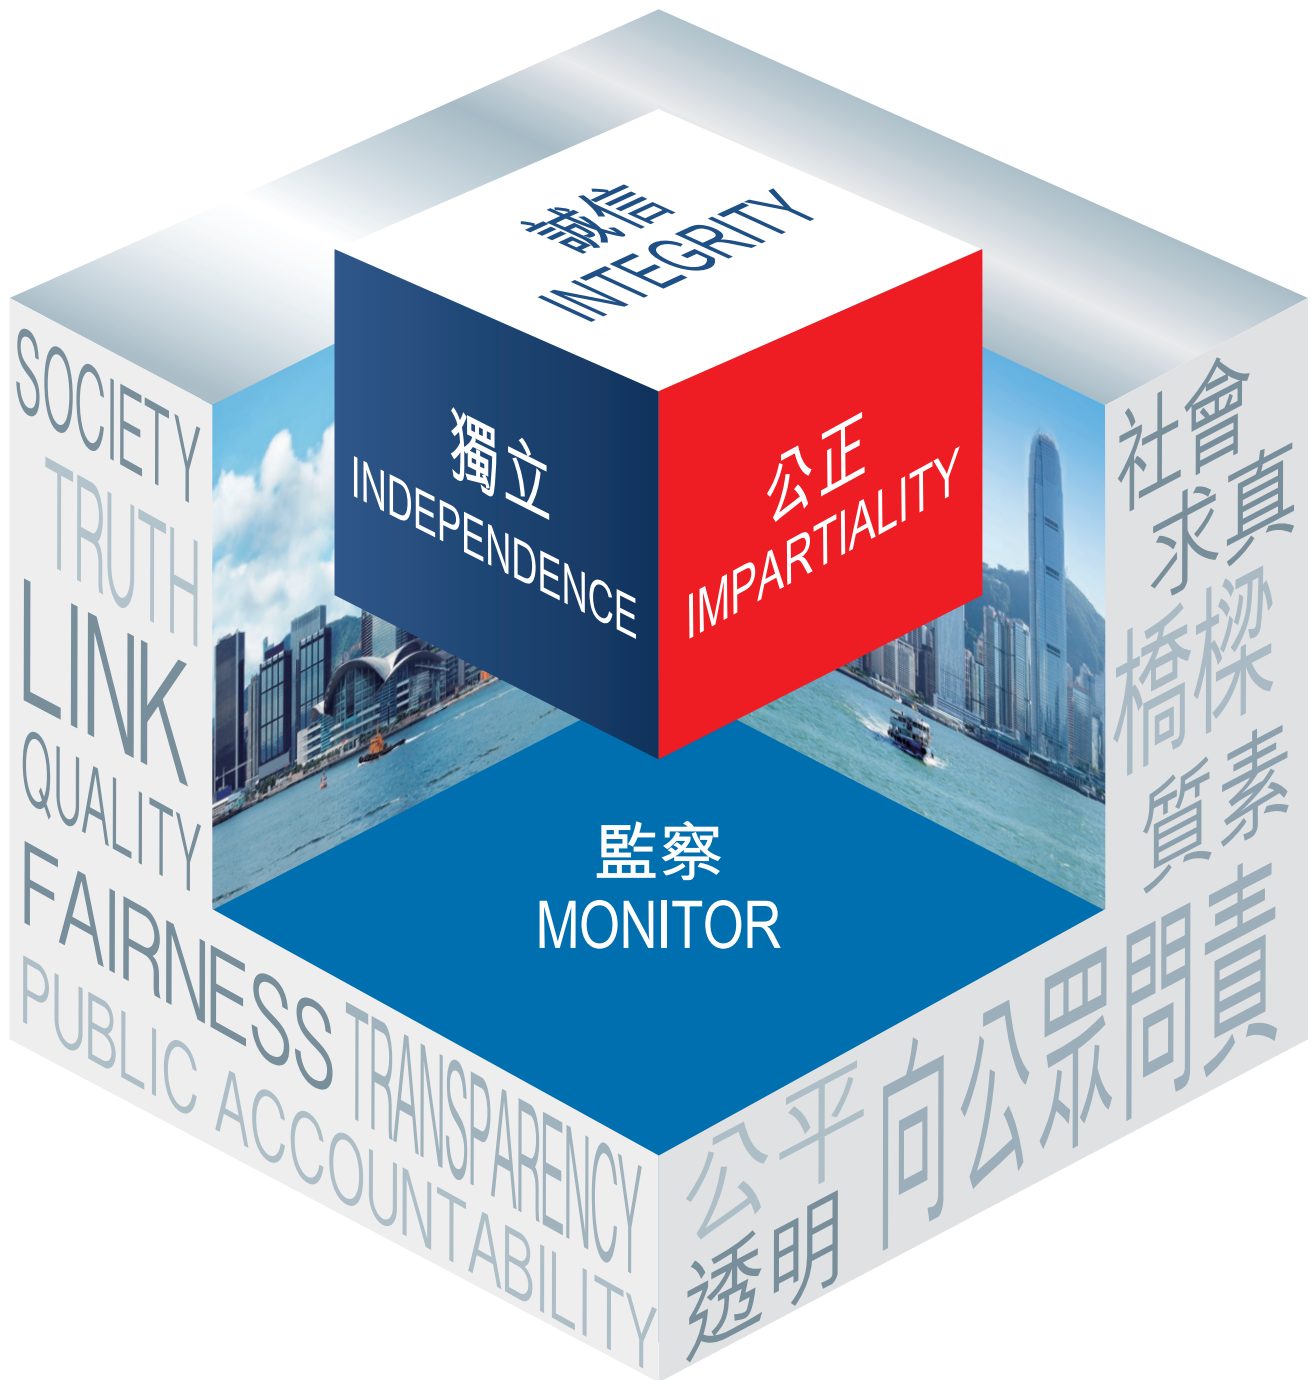 誠信
INTEGRITY
獨立
INDEPENDENCE
公正
IMPARTIALITY
監察
MONITOR
SOCIETY
TRUTH
LINK
QUALITY
FAIRNESS
TRANSPARENCY
PUBLIC ACCOUNTABILITY
社會
求真
橋樑
質素
向公眾問責
公平
透明